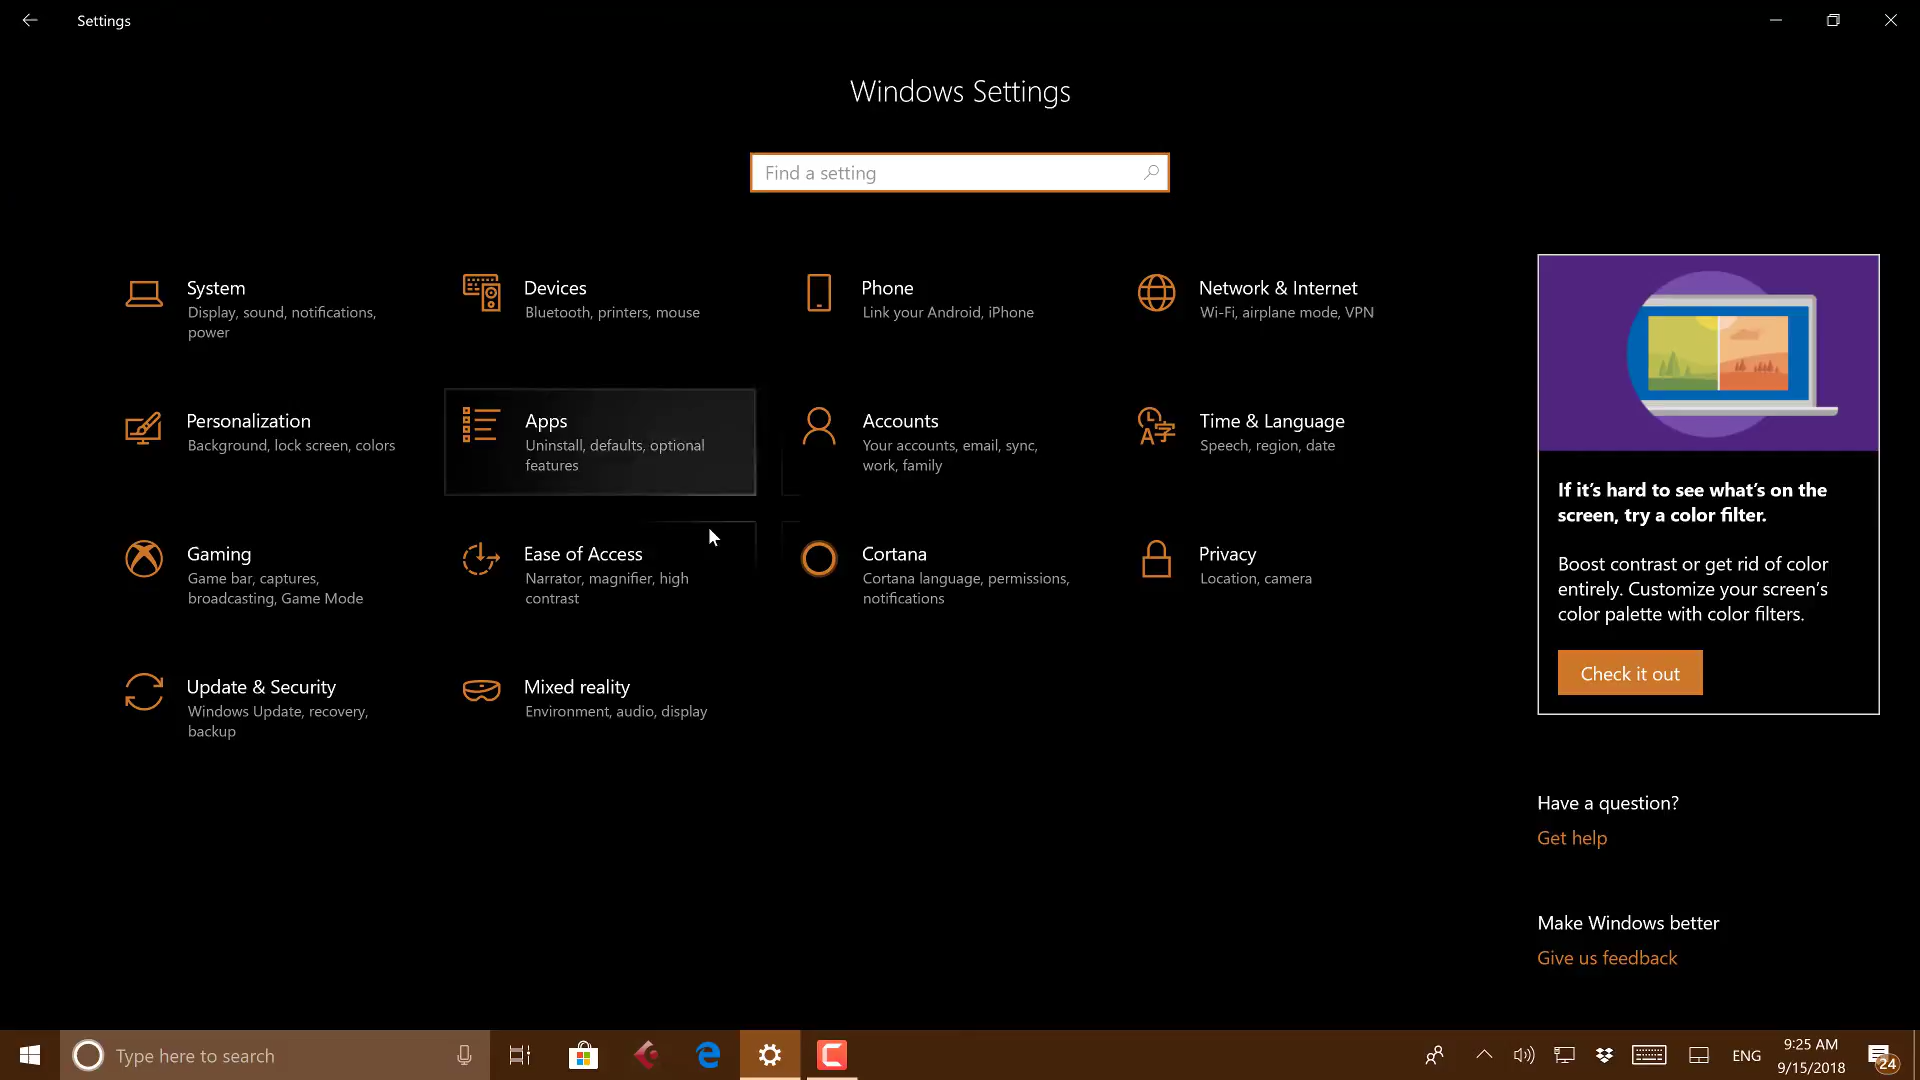 Settings
Windows Settings
Find a setting
System
Display, sound, notifications,
power
Devices
Bluetooth, printers, mouse
Phone
Link your Android, iPhone
Network & Internet
Wi-Fi, airplane mode, VPN
Personalization
Background, lock screen, colors
Apps
Uninstall, defaults, optional
features
Accounts
Your accounts, email, sync,
work, family
Time & Language
Speech, region, date
Gaming
Game bar, captures,
broadcasting, Game Mode
Ease of Access
Narrator, magnifier, high
contrast
Cortana
Cortana language, permissions,
notifications
Privacy
Location, camera
Update & Security
Windows Update, recovery,
backup
Mixed reality
Environment, audio, display
If it's hard to see what's on the
screen, try a color filter.
Boost contrast or get rid of color
entirely. Customize your screen's
color palette with color filters.
Check it out
Have a question?
Get help
Make Windows better
Give us feedback
Type here to search
ENG
9:25 AM
9/15/2018
24